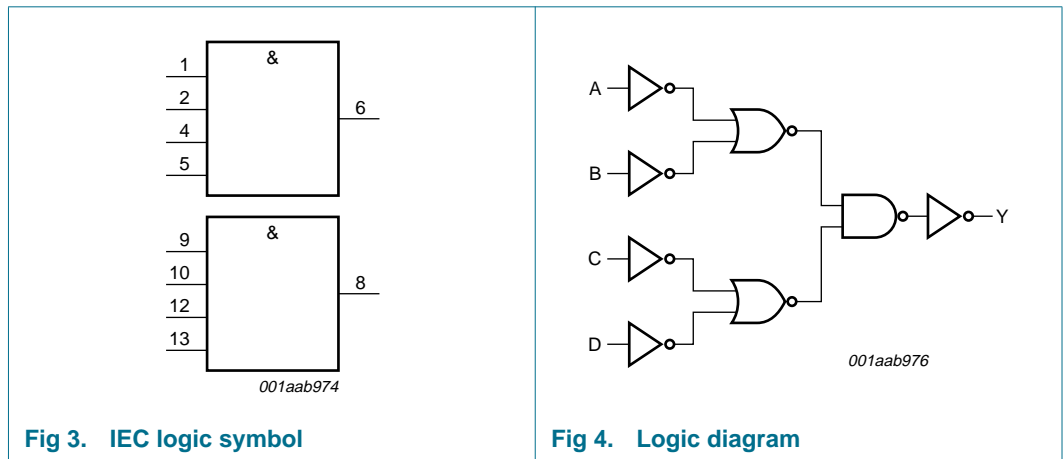 &
1
2
4
5
6
&
9
10
12
13
8
001aab974
Fig 3. IEC logic symbol
A
B
C
D
Y
001aab976
Fig 4. Logic diagram